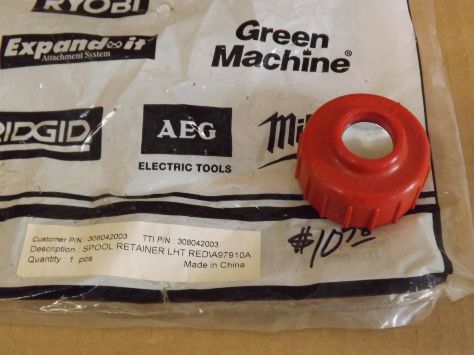 RYOBI
Expand-it
Attachment System
Green
Machine®
RIDGID
AEG
ELECTRIC TOOLS
Customer P/N : 308042003 TTI P/N : 308042003
Description : SPOOL RETAINER LHT RED\A97910A
Quantity : 1 pcs
Made in China